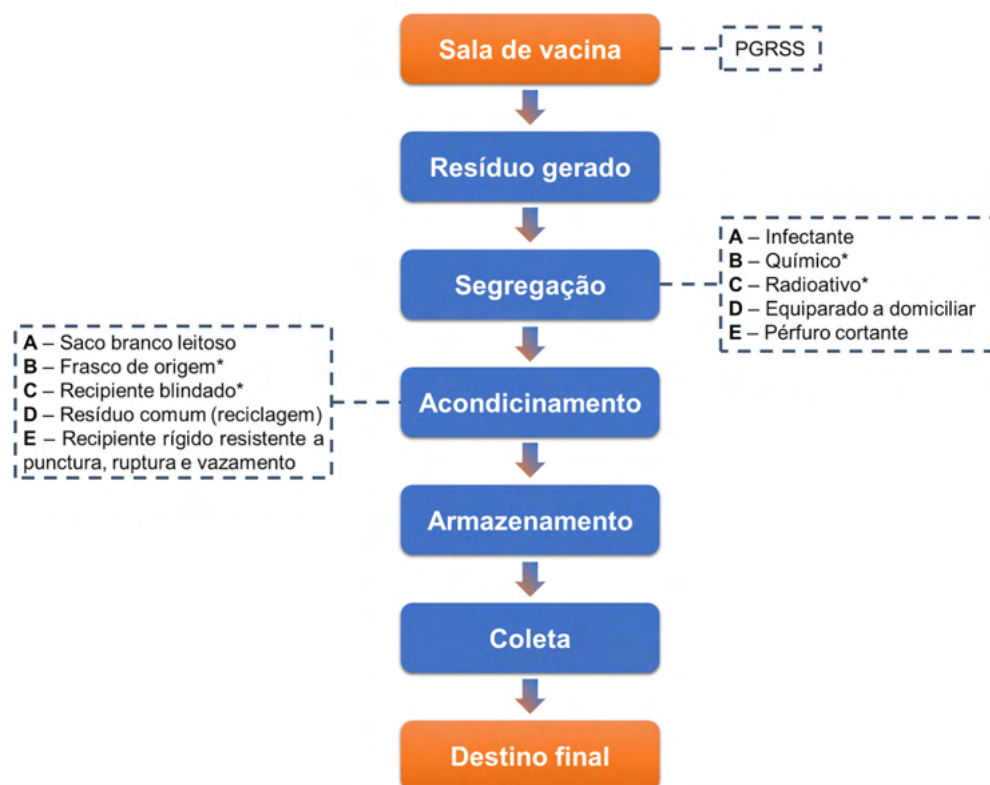 Sala de vacina
PGRSS
Resíduo gerado
Segregação
A – Infectante
B – Químico*
C – Radioativo*
D – Equiparado a domiciliar
E – Pérfuro cortante
A – Saco branco leitoso
B – Frasco de origem*
C – Recipiente blindado*
D – Resíduo comum (reciclagem)
E – Recipiente rígido resistente a
punctura, ruptura e vazamento
Acondicinamento
Armazenamento
Coleta
Destino final